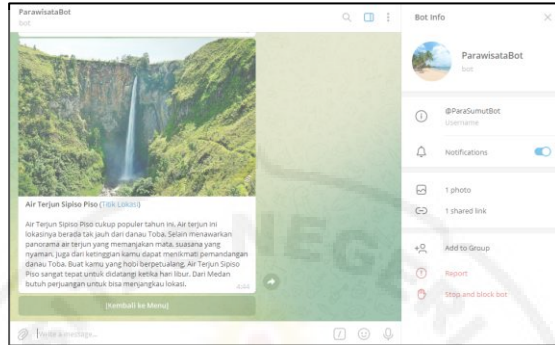 ParawisataBot
bot
Air Terjun Sipiso Piso (Titik Lokasi)
Air Terjun Sipiso Piso cukup populer tahun ini. Air terjun ini
lokasinya berada tak jauh dari danau Toba. Selain menawarkan
panorama air terjun yang memanjakan mata, suasana yang
nyaman, juga dari ketinggian kamu dapat menikmati pemandangan
danau Toba. Buat kamu yang hobi berpetualang, Air Terjun Sipiso
Piso sangat tepat untuk didatangi ketika hari libur. Dari Medan
butuh perjuangan untuk bisa menjangkau lokasi.
(Kembali ke Menu)
Write a message...
Bot Info
ParawisataBot
bot
@ParaSumutBot
Username
Notifications
1 photo
1 shared link
Add to Group
Report
Stop and block bot
NEGER